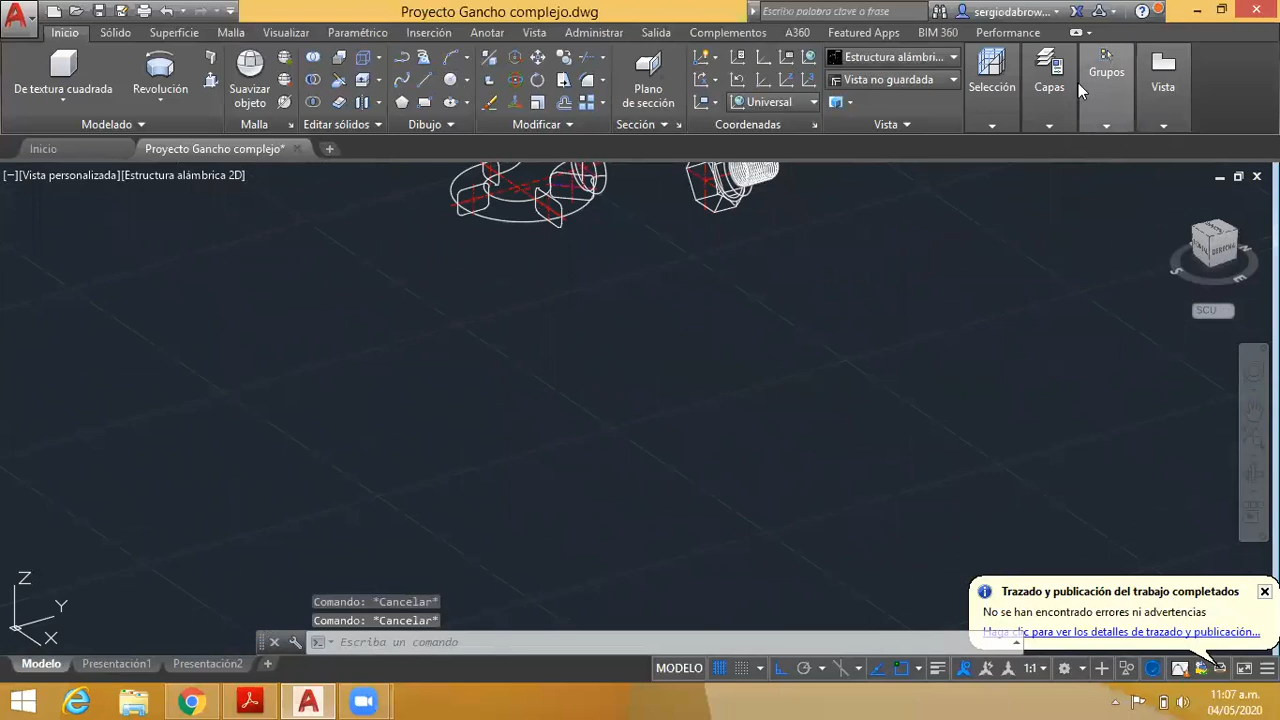 Proyecto Gancho complejo.dwg
Escriba palabra clave o frase
sergiodabrow...
Inicio Sólido Superficie Malla Visualizar Paramétrico Inserción Anotar Vista Administrar Salida Complementos A360 Featured Apps BIM 360 Performance
De textura cuadrada
Revolución
Suavizar
objeto
Plano
de sección
Estructura alámbri...
Vista no guardada
Universal
Selección
Capas
Grupos
Vista
Modelado
Malla
Editar sólidos
Dibujo
Modificar
Sección
Coordenadas
Vista
Inicio
Proyecto Gancho complejo*
[−][Vista personalizada][Estructura alámbrica 2D]
DERECHA
S
E
SCU
Z
Y
X
Comando: *Cancelar*
Comando: *Cancelar*
Escriba un comando
Trazado y publicación del trabajo completados
No se han encontrado errores ni advertencias
Haga clic para ver los detalles de trazado y publicación...
Modelo Presentación1 Presentación2
MODELO
1:1
11:07 a.m.
04/05/2020